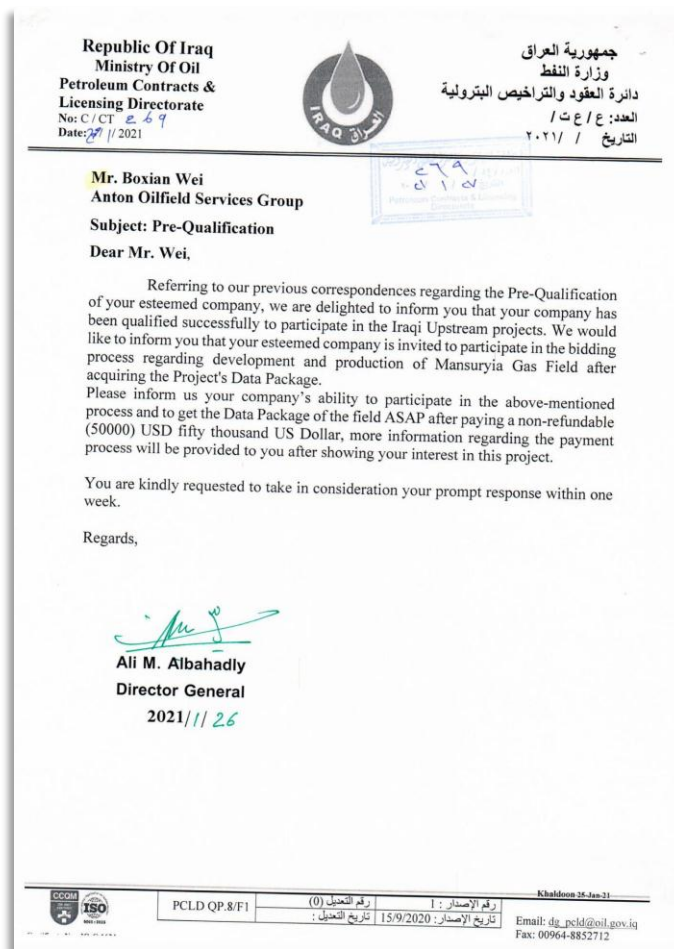 Republic Of Iraq
Ministry Of Oil
Petroleum Contracts &
Licensing Directorate
No: C / CT 269
Date: / 1 / 2021
IRAQ العراق
جمهورية العراق
وزارة النفط
دائرة العقود والتراخيص البترولية
العدد: ع / ع ت /
التاريخ / / ٢٠٢١
Mr. Boxian Wei
Anton Oilfield Services Group
Subject: Pre-Qualification
Dear Mr. Wei,
Referring to our previous correspondences regarding the Pre-Qualification
of your esteemed company, we are delighted to inform you that your company has
been qualified successfully to participate in the Iraqi Upstream projects. We would
like to inform you that your esteemed company is invited to participate in the bidding
process regarding development and production of Mansuryia Gas Field after
acquiring the Project's Data Package.
Please inform us your company's ability to participate in the above-mentioned
process and to get the Data Package of the field ASAP after paying a non-refundable
(50000) USD fifty thousand US Dollar, more information regarding the payment
process will be provided to you after showing your interest in this project.
You are kindly requested to take in consideration your prompt response within one
week.
Regards,
Ali M. Albahadly
Director General
2021/1/26
Khaldoon 25-Jan-21
CCQM
ISO
PCLD QP.8/F1
رقم التعديل (0)
رقم الإصدار : 1
تاريخ التعديل :
تاريخ الإصدار : 15/9/2020
Email: dg_pcld@oil.gov.iq
Fax: 00964-8852712